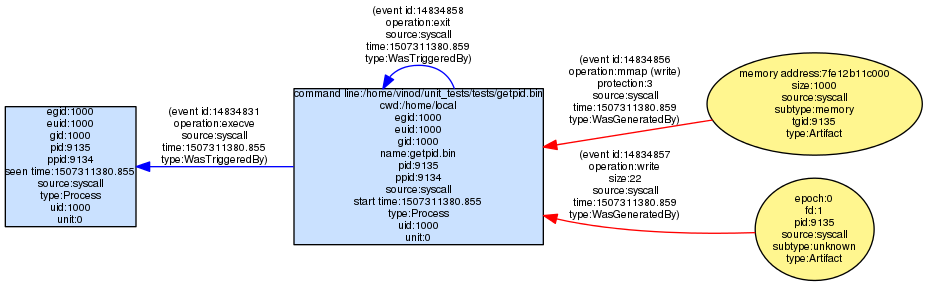 egid:1000
euid:1000
gid:1000
pid:9135
ppid:9134
seen time:1507311380.855
source:syscall
type:Process
uid:1000
unit:0
(event id:14834831
operation:execve
source:syscall
time:1507311380.855
type:WasTriggeredBy)
(event id:14834858
operation:exit
source:syscall
time:1507311380.859
type:WasTriggeredBy)
command line:/home/vinod/unit_tests/tests/getpid.bin
cwd:/home/local
egid:1000
euid:1000
gid:1000
name:getpid.bin
pid:9135
ppid:9134
source:syscall
start time:1507311380.855
type:Process
uid:1000
unit:0
(event id:14834856
operation:mmap (write)
protection:3
source:syscall
time:1507311380.859
type:WasGeneratedBy)
(event id:14834857
operation:write
size:22
source:syscall
time:1507311380.859
type:WasGeneratedBy)
memory address:7fe12b11c000
size:1000
source:syscall
subtype:memory
tgid:9135
type:Artifact
epoch:0
fd:1
pid:9135
source:syscall
subtype:unknown
type:Artifact